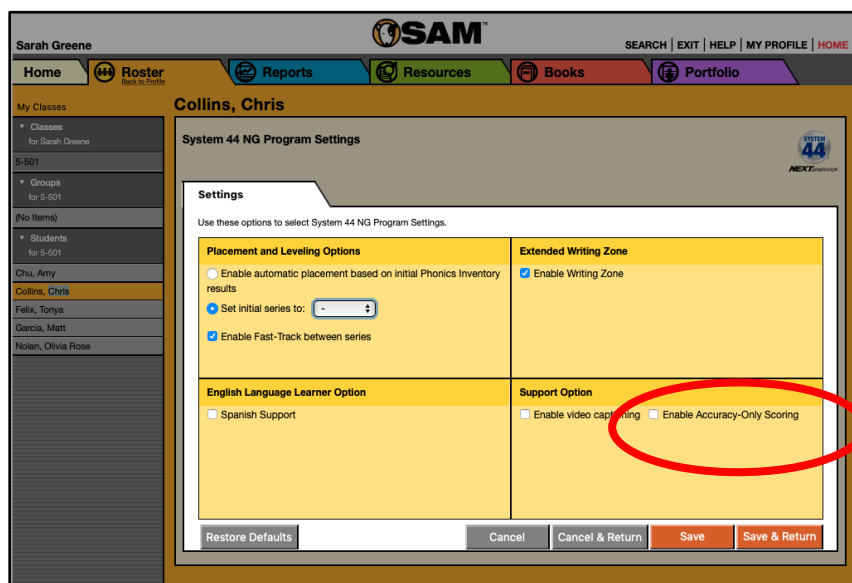 SAM™
Sarah Greene
SEARCH | EXIT | HELP | MY PROFILE | HOME
Home
Roster
Back to Profile
Reports
Resources
Books
Portfolio
My Classes
Collins, Chris
▼ Classes
for Sarah Greene
5-501
▼ Groups
for 5-501
(No Items)
▼ Students
for 5-501
Chu, Amy
Collins, Chris
Felix, Tonya
Garcia, Matt
Nolan, Olivia Rose
System 44 NG Program Settings
SYSTEM
44
NEXT GENERATION
Settings
Use these options to select System 44 NG Program Settings.
Placement and Leveling Options
Enable automatic placement based on initial Phonics Inventory
results
Set initial series to: -
Enable Fast-Track between series
Extended Writing Zone
Enable Writing Zone
English Language Learner Option
Spanish Support
Support Option
Enable video captioning Enable Accuracy-Only Scoring
Restore Defaults Cancel Cancel & Return Save Save & Return